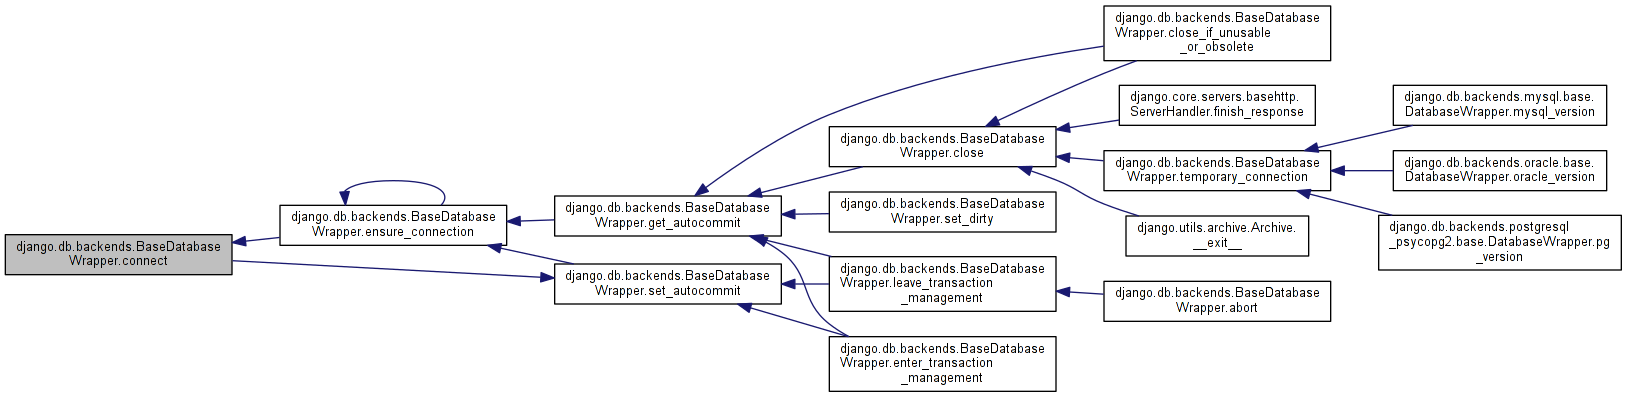 django.db.backends.BaseDatabase
Wrapper.close_if_unusable
_or_obsolete
django.core.servers.basehttp.
ServerHandler.finish_response
django.db.backends.mysql.base.
DatabaseWrapper.mysql_version
django.db.backends.BaseDatabase
Wrapper.close
django.db.backends.BaseDatabase
Wrapper.temporary_connection
django.db.backends.oracle.base.
DatabaseWrapper.oracle_version
django.db.backends.BaseDatabase
Wrapper.ensure_connection
django.db.backends.BaseDatabase
Wrapper.get_autocommit
django.db.backends.BaseDatabase
Wrapper.set_dirty
django.utils.archive.Archive.
__exit__
django.db.backends.postgresql
_psycopg2.base.DatabaseWrapper.pg
_version
django.db.backends.BaseDatabase
Wrapper.connect
django.db.backends.BaseDatabase
Wrapper.set_autocommit
django.db.backends.BaseDatabase
Wrapper.leave_transaction
_management
django.db.backends.BaseDatabase
Wrapper.abort
django.db.backends.BaseDatabase
Wrapper.enter_transaction
_management